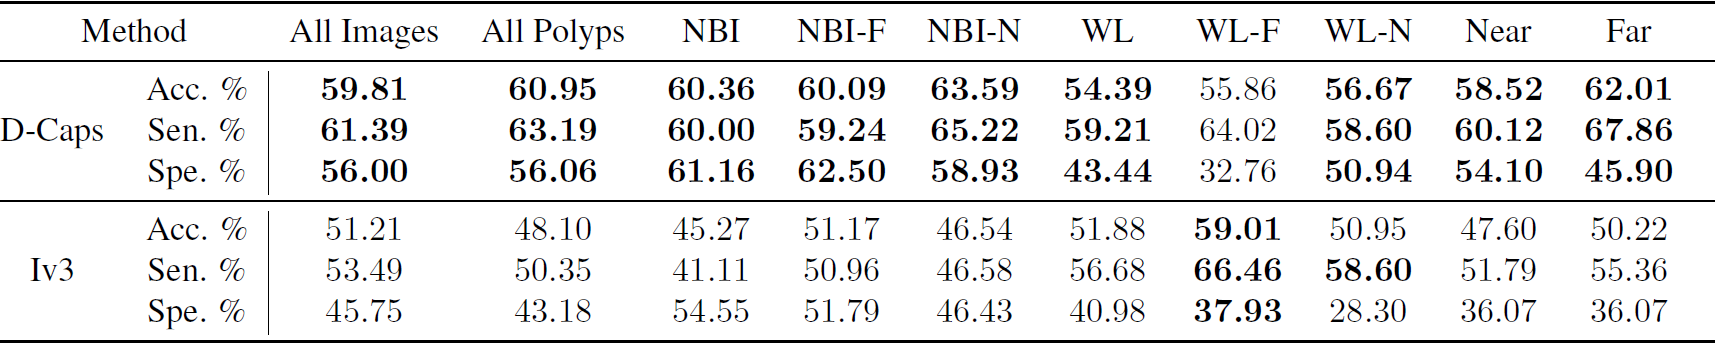 Method All Images All Polyps NBI NBI-F NBI-N WL WL-F WL-N Near Far
Acc. % 59.81 60.95 60.36 60.09 63.59 54.39 55.86 56.67 58.52 62.01
D-Caps Sen. % 61.39 63.19 60.00 59.24 65.22 59.21 64.02 58.60 60.12 67.86
Spe. % 56.00 56.06 61.16 62.50 58.93 43.44 32.76 50.94 54.10 45.90
Acc. % 51.21 48.10 45.27 51.17 46.54 51.88 59.01 50.95 47.60 50.22
Iv3 Sen. % 53.49 50.35 41.11 50.96 46.58 56.68 66.46 58.60 51.79 55.36
Spe. % 45.75 43.18 54.55 51.79 46.43 40.98 37.93 28.30 36.07 36.07